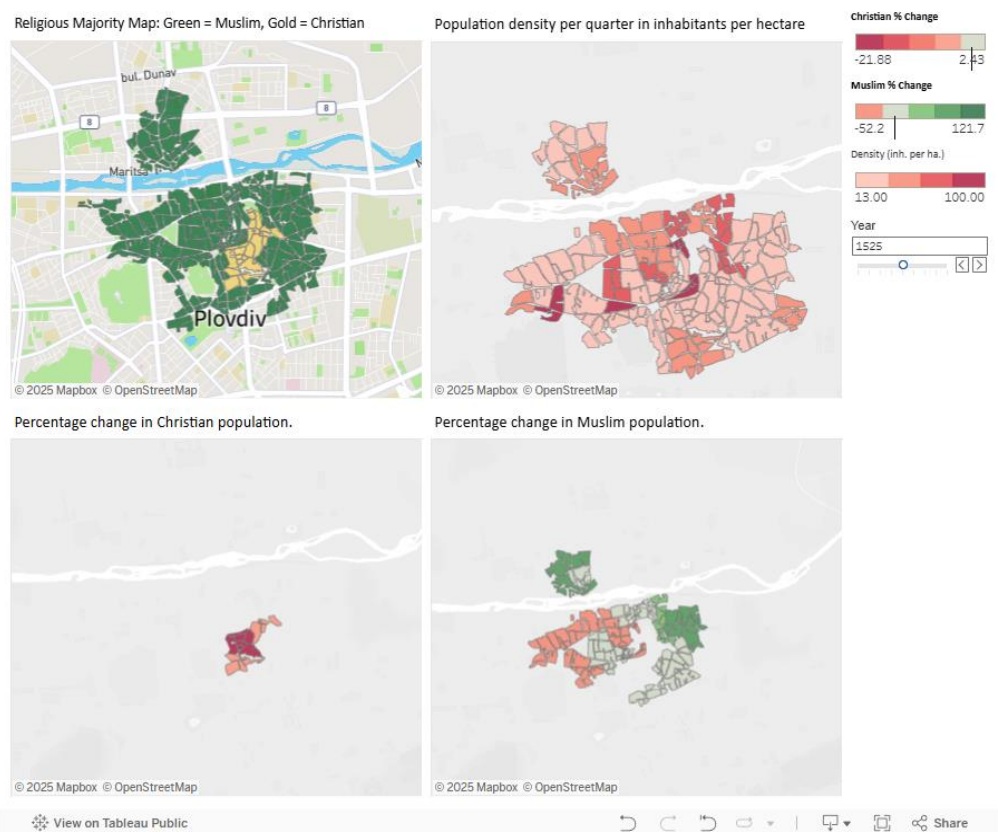 Religious Majority Map: Green = Muslim, Gold = Christian
bul. Dunav
8
8
Maritsa
Plovdiv
© 2025 Mapbox © OpenStreetMap
Population density per quarter in inhabitants per hectare
© 2025 Mapbox © OpenStreetMap
Christian % Change
-21.88 2.43
Muslim % Change
-52.2 121.7
Density (inh. per ha.)
13.00 100.00
Year
1525
Percentage change in Christian population.
© 2025 Mapbox © OpenStreetMap
Percentage change in Muslim population.
© 2025 Mapbox © OpenStreetMap
View on Tableau Public
Share